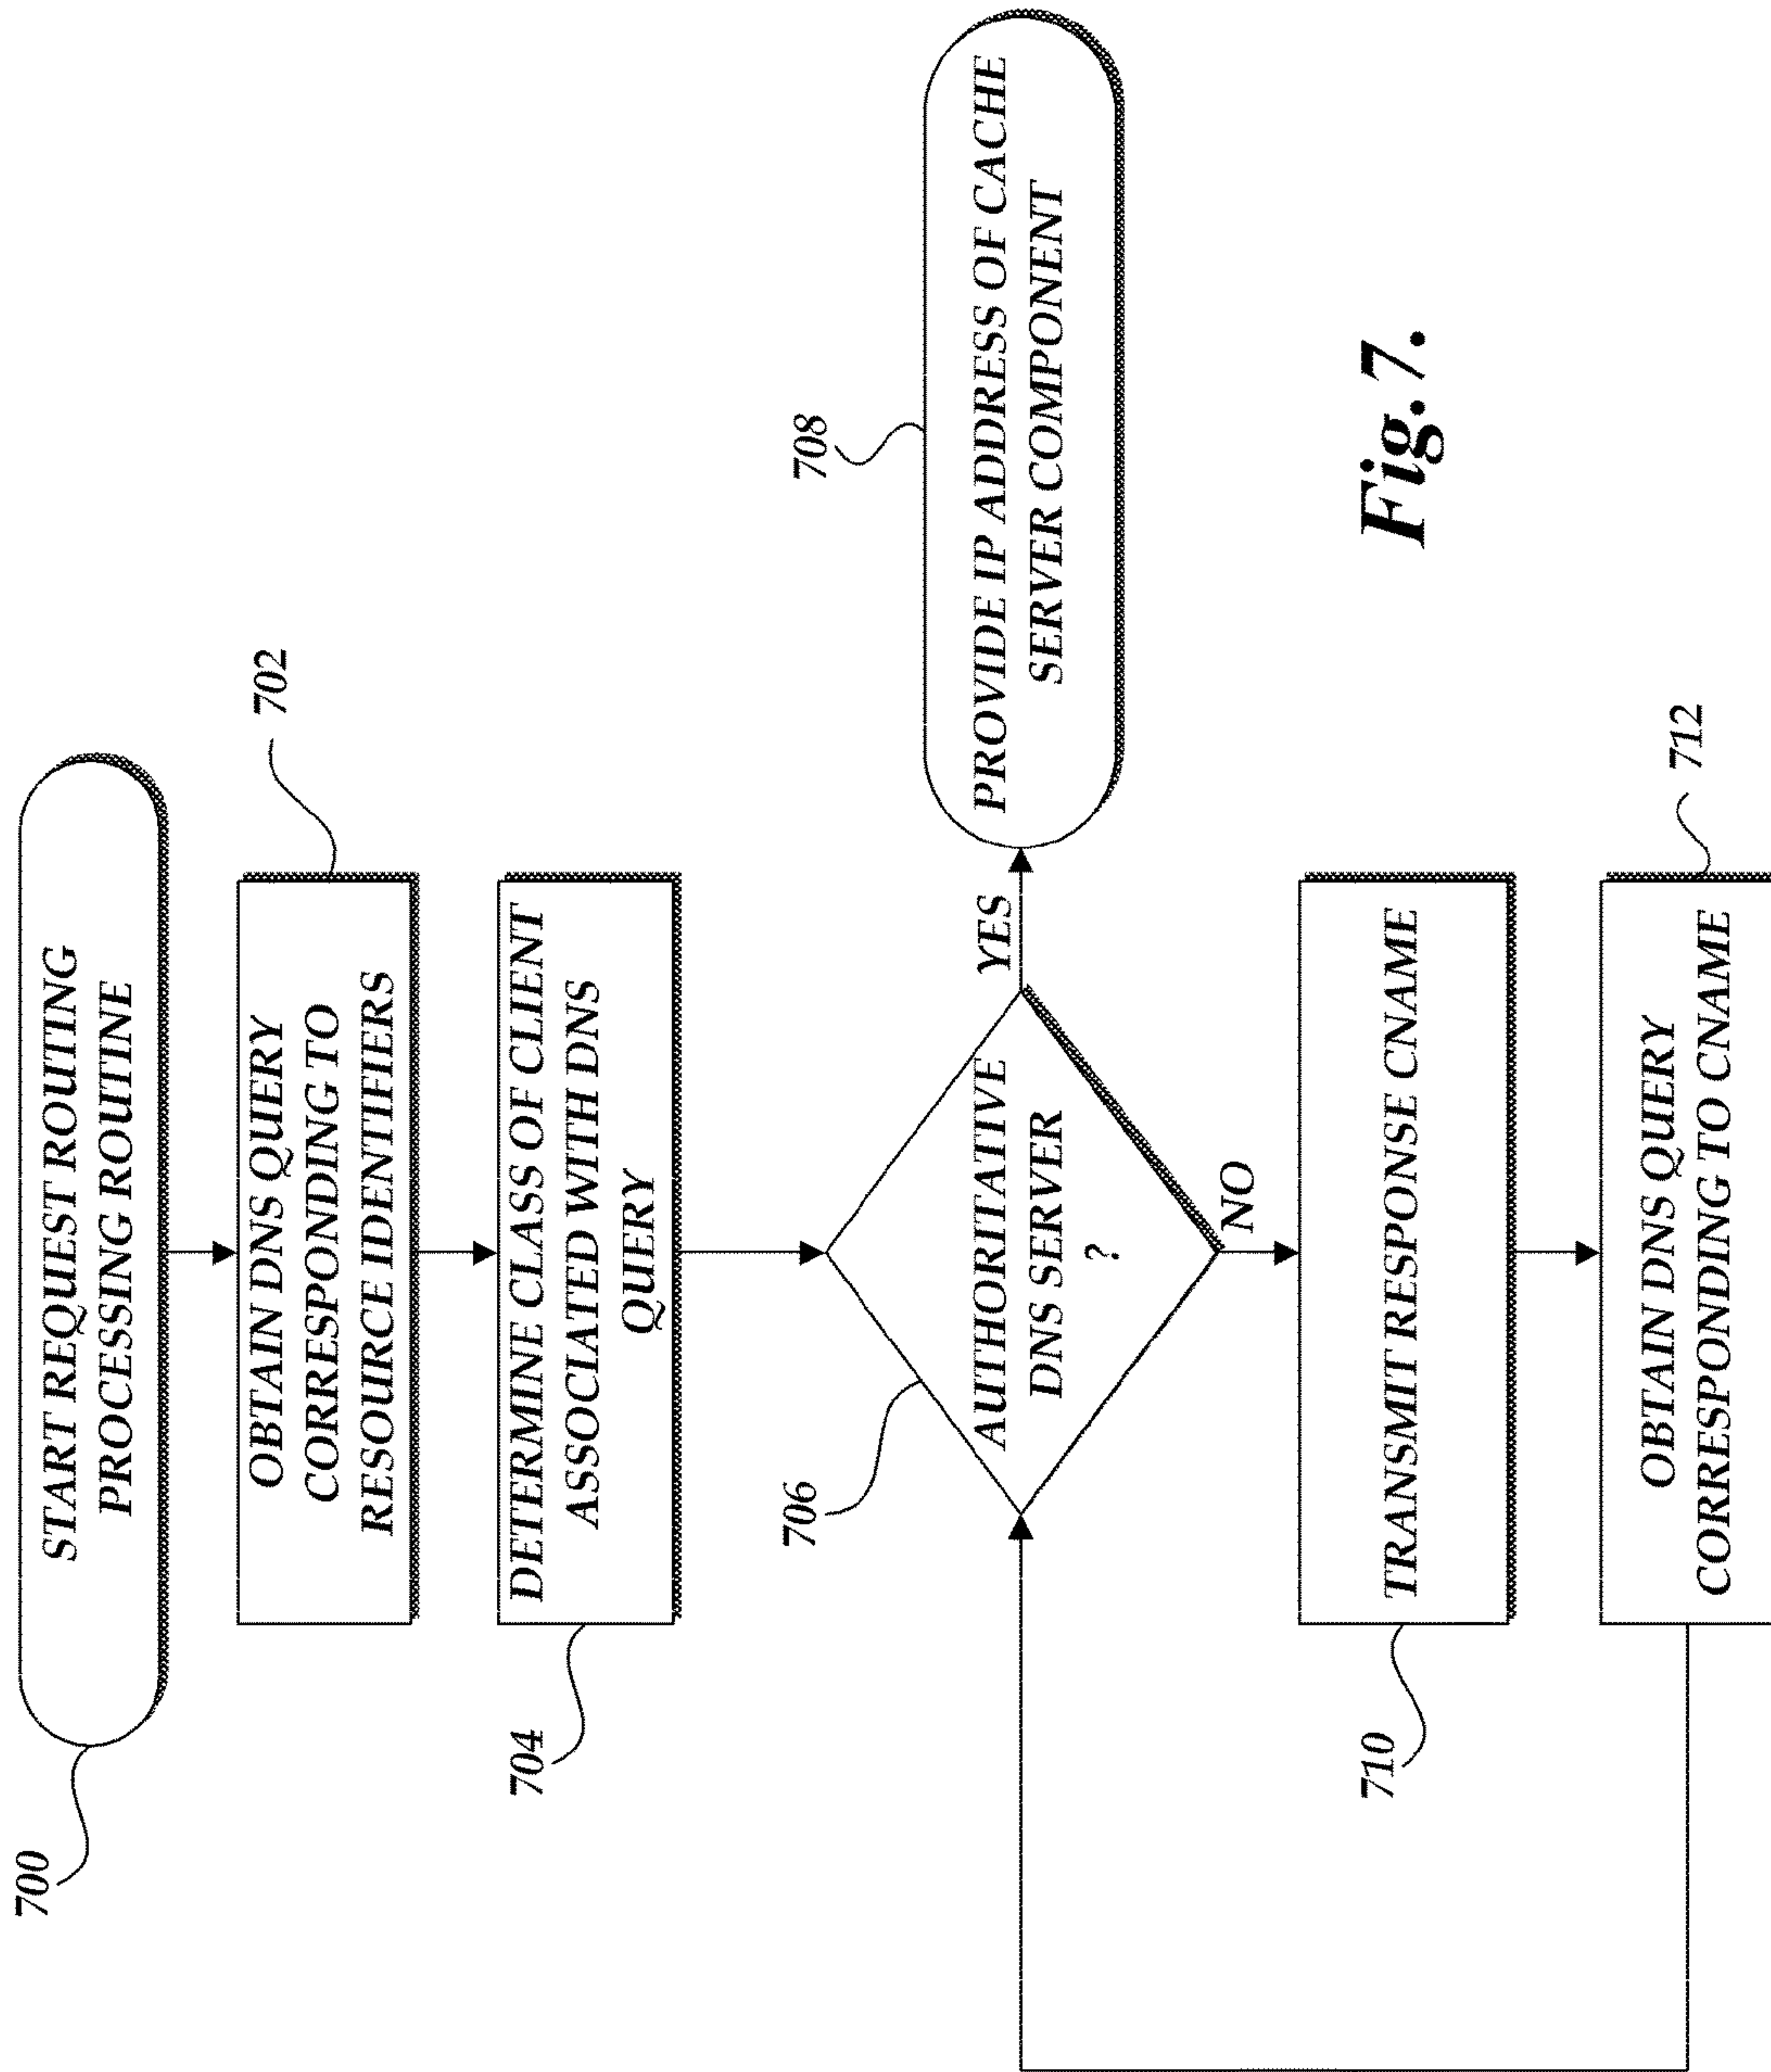 700
START REQUEST ROUTING
PROCESSING ROUTINE
702
OBTAIN DNS QUERY
CORRESPONDING TO
RESOURCE IDENTIFIERS
704
DETERMINE CLASS OF CLIENT
ASSOCIATED WITH DNS
QUERY
706
AUTHORITATIVE
DNS SERVER
?
YES
708
PROVIDE IP ADDRESS OF CACHE
SERVER COMPONENT
NO
710
TRANSMIT RESPONSE CNAME
712
OBTAIN DNS QUERY
CORRESPONDING TO CNAME
Fig.7.